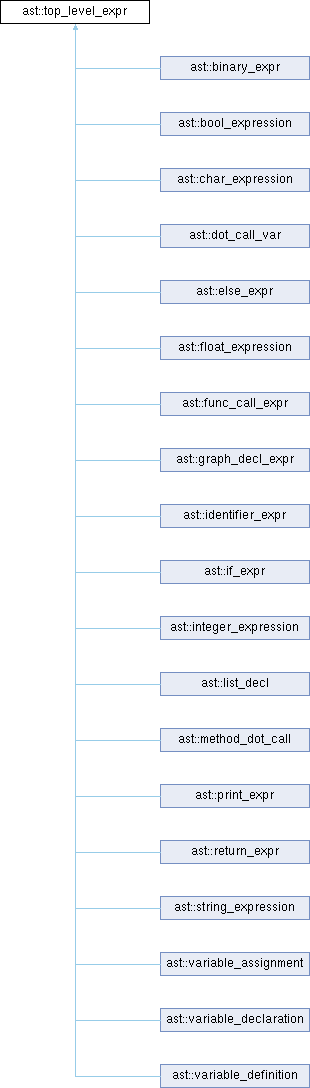 ast::top_level_expr
ast::binary_expr
ast::bool_expression
ast::char_expression
ast::dot_call_var
ast::else_expr
ast::float_expression
ast::func_call_expr
ast::graph_decl_expr
ast::identifier_expr
ast::if_expr
ast::integer_expression
ast::list_decl
ast::method_dot_call
ast::print_expr
ast::return_expr
ast::string_expression
ast::variable_assignment
ast::variable_declaration
ast::variable_definition